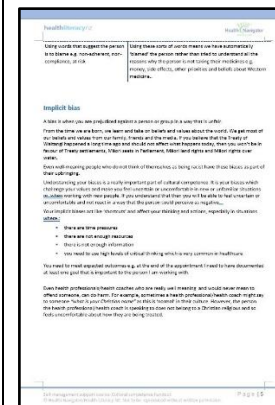 healthliteracynz
Health Navigator
Using words that suggest the person
is to blame e.g. non-adherent, non-
compliance, at risk
Using these sorts of words means we have automatically
'blamed' the person rather than tried to understand all the
reasons why the person is not taking their medicines e.g.
money, side effects, other priorities and beliefs about Western
medicine.
Implicit bias
A bias is when you are prejudiced against a person or group in a way that is unfair.
From the time we are born, we learn and take on beliefs and values about the world. We get most of
our beliefs and values from our family, friends and the media. If you believe that the Treaty of
Waitangi happened a long time ago and should not affect what happens today, then you won't be in
favour of Treaty settlements, Māori seats in Parliament, Māori land rights and Māori rights over
water.
Even well-meaning people who do not think of themselves as being racist have these biases as part of
their upbringing.
Understanding your biases is a really important part of cultural competence. It is your biases which
challenge your values and make you feel uncertain or uncomfortable in new or unfamiliar situations
when working with new people. If you understand that then you will be able to feel uncertain or
uncomfortable and not react in a way that the person could perceive as negative.
Your implicit biases act like 'shortcuts' and affect your thinking and actions, especially in situations
where:
• there are time pressures
• there are not enough resources
• there is not enough information
• you need to use high levels of critical thinking which is very common in healthcare
You need to meet expected outcomes e.g. at the end of the appointment I need to have documented
at least one goal that is important to the person I am working with.
Even health professionals/health coaches who are really well meaning and would never mean to
offend someone, can do harm. For example, sometimes a health professional/health coach might say
to someone "what is your Christian name" as this is 'normal' in their culture. However, the person
the health professional/health coach is speaking to does not belong to a Christian religion and so
feels uncomfortable about how they are being treated.
Page | 5